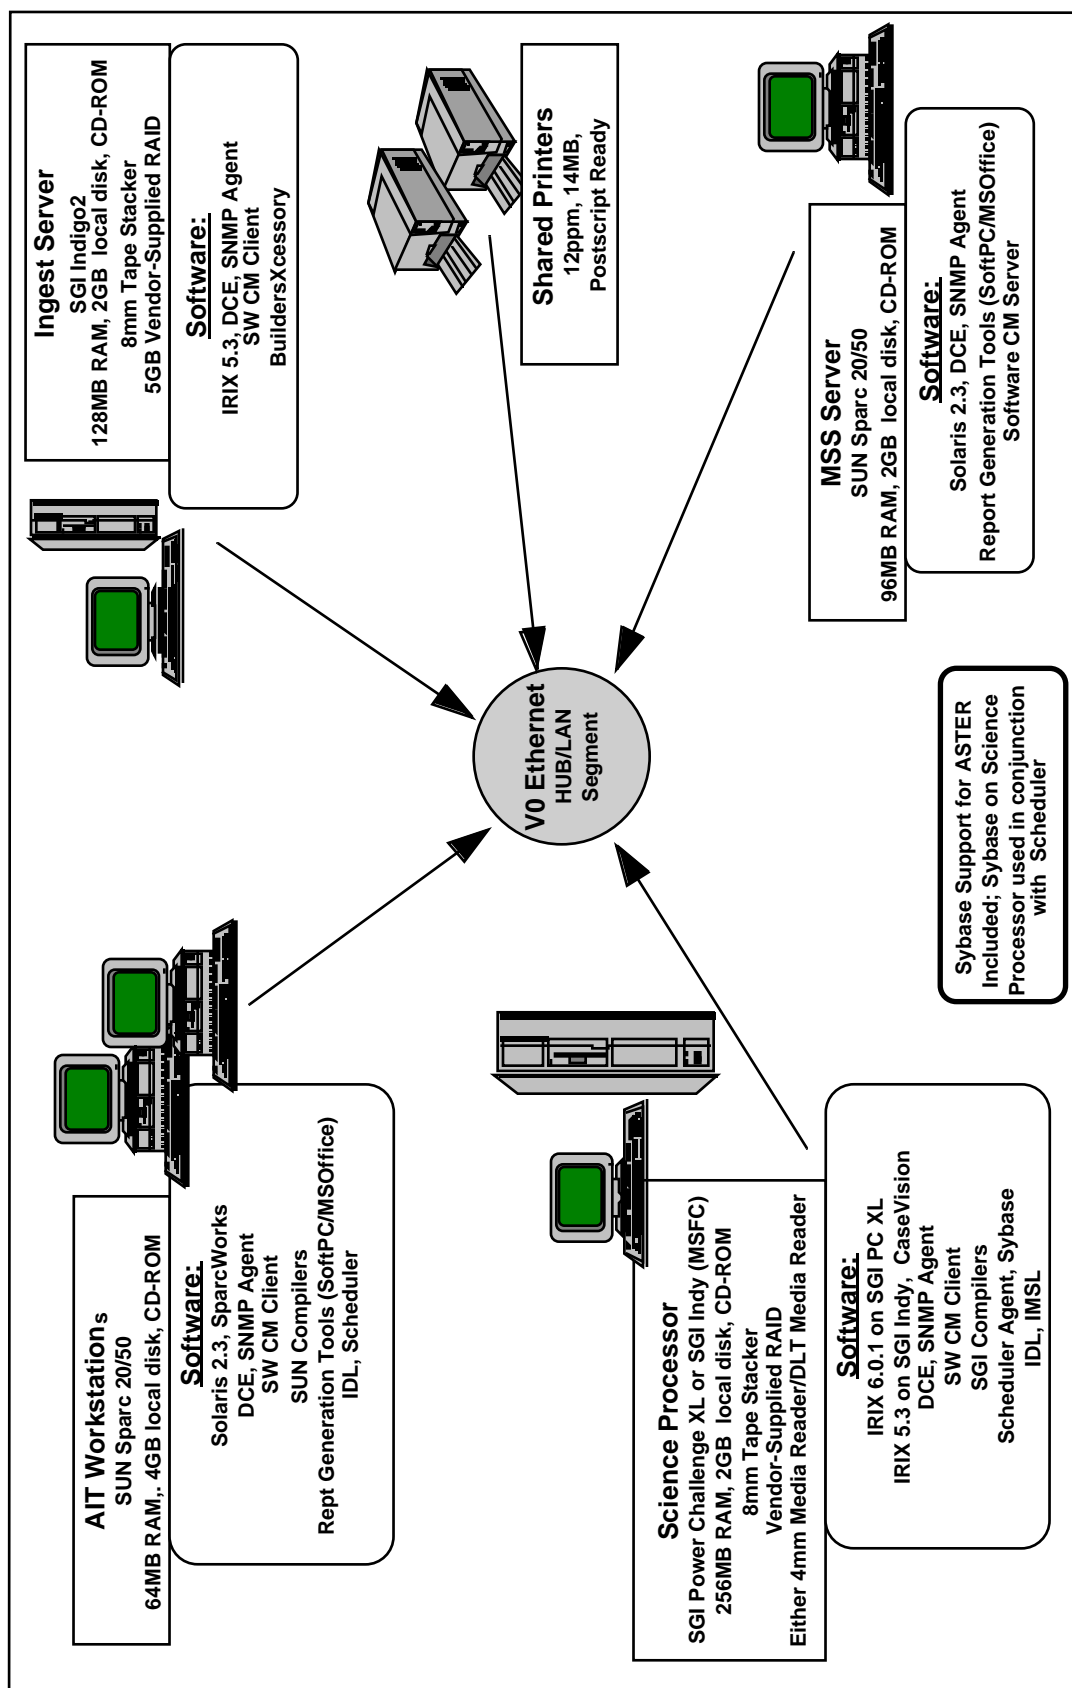 AIT Workstations
SUN Sparc 20/50
64MB RAM,. 4GB local disk, CD-ROM
Software:
Solaris 2.3, SparcWorks
DCE, SNMP Agent
SW CM Client
SUN Compilers
Rept Generation Tools (SoftPC/MSOffice)
IDL, Scheduler
Ingest Server
SGI Indigo2
128MB RAM, 2GB local disk, CD-ROM
8mm Tape Stacker
5GB Vendor-Supplied RAID
Software:
IRIX 5.3, DCE, SNMP Agent
SW CM Client
BuildersXcessory
Shared Printers
12ppm, 14MB,
Postscript Ready
V0 Ethernet
HUB/LAN
Segment
Science Processor
SGI Power Challenge XL or SGI Indy (MSFC)
256MB RAM, 2GB local disk, CD-ROM
8mm Tape Stacker
Vendor-Supplied RAID
Either 4mm Media Reader/DLT Media Reader
Software:
IRIX 6.0.1 on SGI PC XL
IRIX 5.3 on SGI Indy, CaseVision
DCE, SNMP Agent
SW CM Client
SGI Compilers
Scheduler Agent, Sybase
IDL, IMSL
MSS Server
SUN Sparc 20/50
96MB RAM, 2GB local disk, CD-ROM
Software:
Solaris 2.3, DCE, SNMP Agent
Report Generation Tools (SoftPC/MSOffice)
Software CM Server
Sybase Support for ASTER
Included; Sybase on Science
Processor used in conjunction
with Scheduler